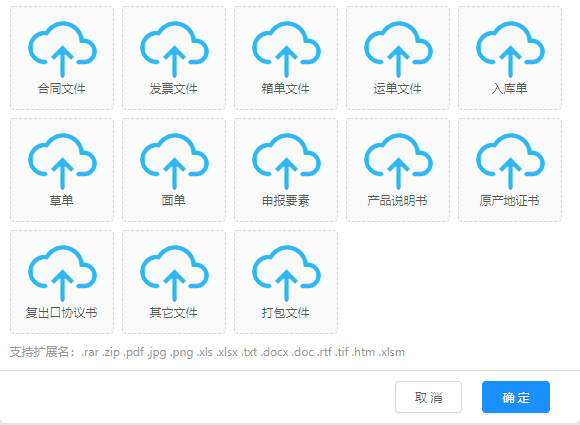 合同文件 发票文件 箱单文件 运单文件 入库单
草单 面单 申报要素 产品说明书 原产地证书
复出口协议书 其它文件 打包文件
支持扩展名：.rar .zip .pdf .jpg .png .xls .xlsx .txt .docx .doc .rtf .tif .htm .xlsm
取消 确定